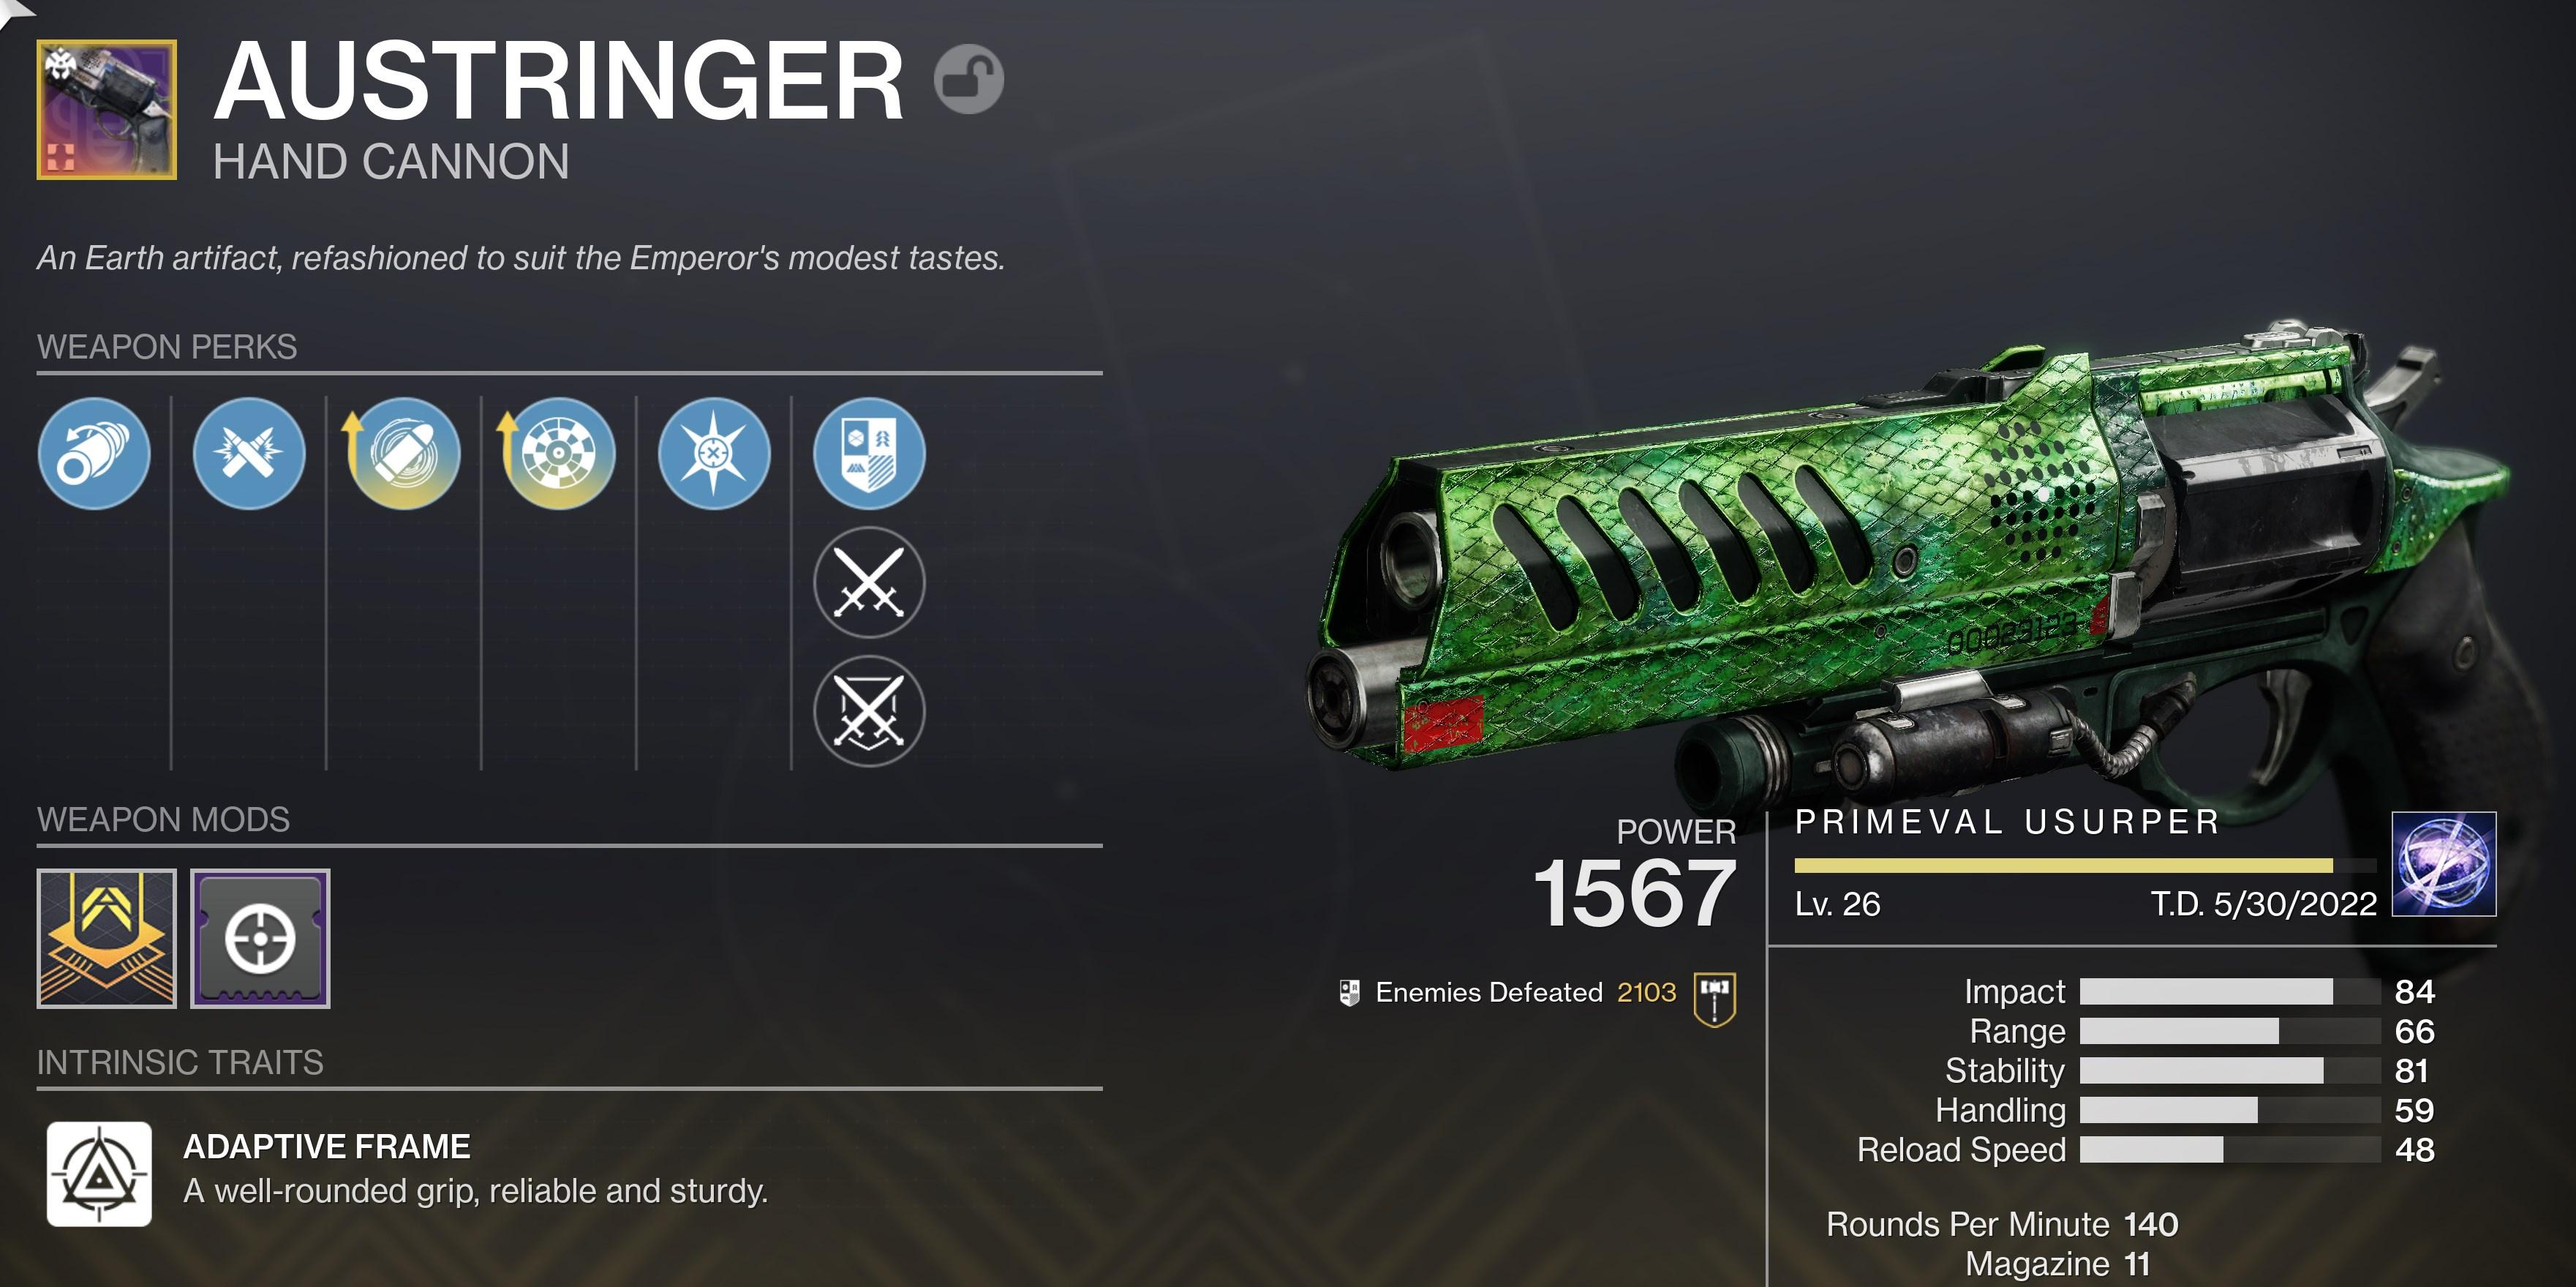 AUSTRINGER
HAND CANNON
An Earth artifact, refashioned to suit the Emperor's modest tastes.
WEAPON PERKS
WEAPON MODS
INTRINSIC TRAITS
ADAPTIVE FRAME
A well-rounded grip, reliable and sturdy.
00023123
POWER
1567
Enemies Defeated 2103
PRIMEVAL USURPER
Lv. 26 T.D. 5/30/2022
Impact 84
Range 66
Stability 81
Handling 59
Reload Speed 48
Rounds Per Minute 140
Magazine 11